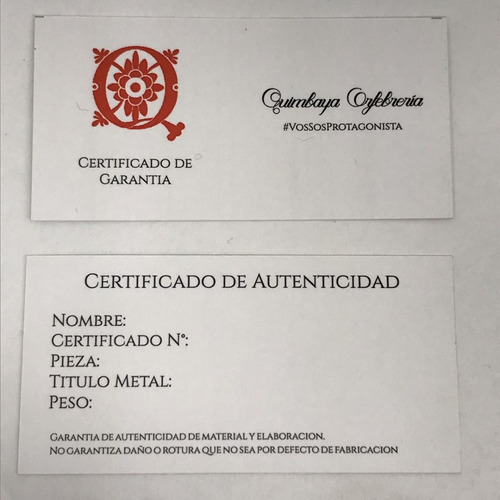 Q
CERTIFICADO DE
GARANTIA
Quimbaya Orfebrería
#VOSSOSPROTAGONISTA
CERTIFICADO DE AUTENTICIDAD
NOMBRE:
CERTIFICADO N°:
PIEZA:
TITULO METAL:
PESO:
GARANTIA DE AUTENTICIDAD DE MATERIAL Y ELABORACION.
NO GARANTIZA DAÑO O ROTURA QUE NO SEA POR DEFECTO DE FABRICACION